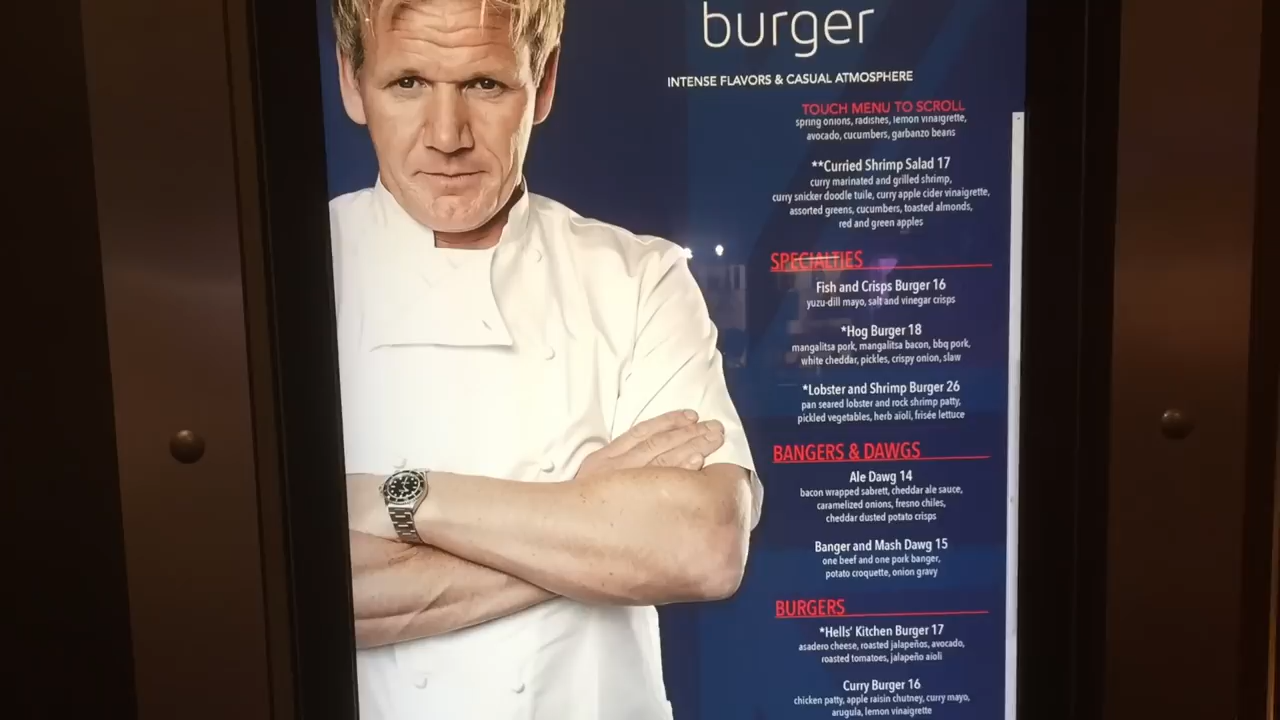 burger
INTENSE FLAVORS & CASUAL ATMOSPHERE
TOUCH MENU TO SCROLL
spring onions, radishes, lemon vinaigrette,
avocado, cucumbers, garbanzo beans
**Curried Shrimp Salad 17
curry marinated and grilled shrimp,
curry snicker doodle tuile, curry apple cider vinaigrette,
assorted greens, cucumbers, toasted almonds,
red and green apples
SPECIALTIES
Fish and Crisps Burger 16
yuzu-dill mayo, salt and vinegar crisps
*Hog Burger 18
mangalitsa pork, mangalitsa bacon, bbq pork,
white cheddar, pickles, crispy onion, slaw
*Lobster and Shrimp Burger 26
pan seared lobster and rock shrimp patty,
pickled vegetables, herb aioli, frisée lettuce
BANGERS & DAWGS
Ale Dawg 14
bacon wrapped sabrett, cheddar ale sauce,
caramelized onions, fresno chiles,
cheddar dusted potato crisps
Banger and Mash Dawg 15
one beef and one pork banger,
potato croquette, onion gravy
BURGERS
*Hells' Kitchen Burger 17
asadero cheese, roasted jalapeños, avocado,
roasted tomatoes, jalapeño aioli
Curry Burger 16
chicken patty, apple raisin chutney, curry mayo,
arugula, lemon vinaigrette